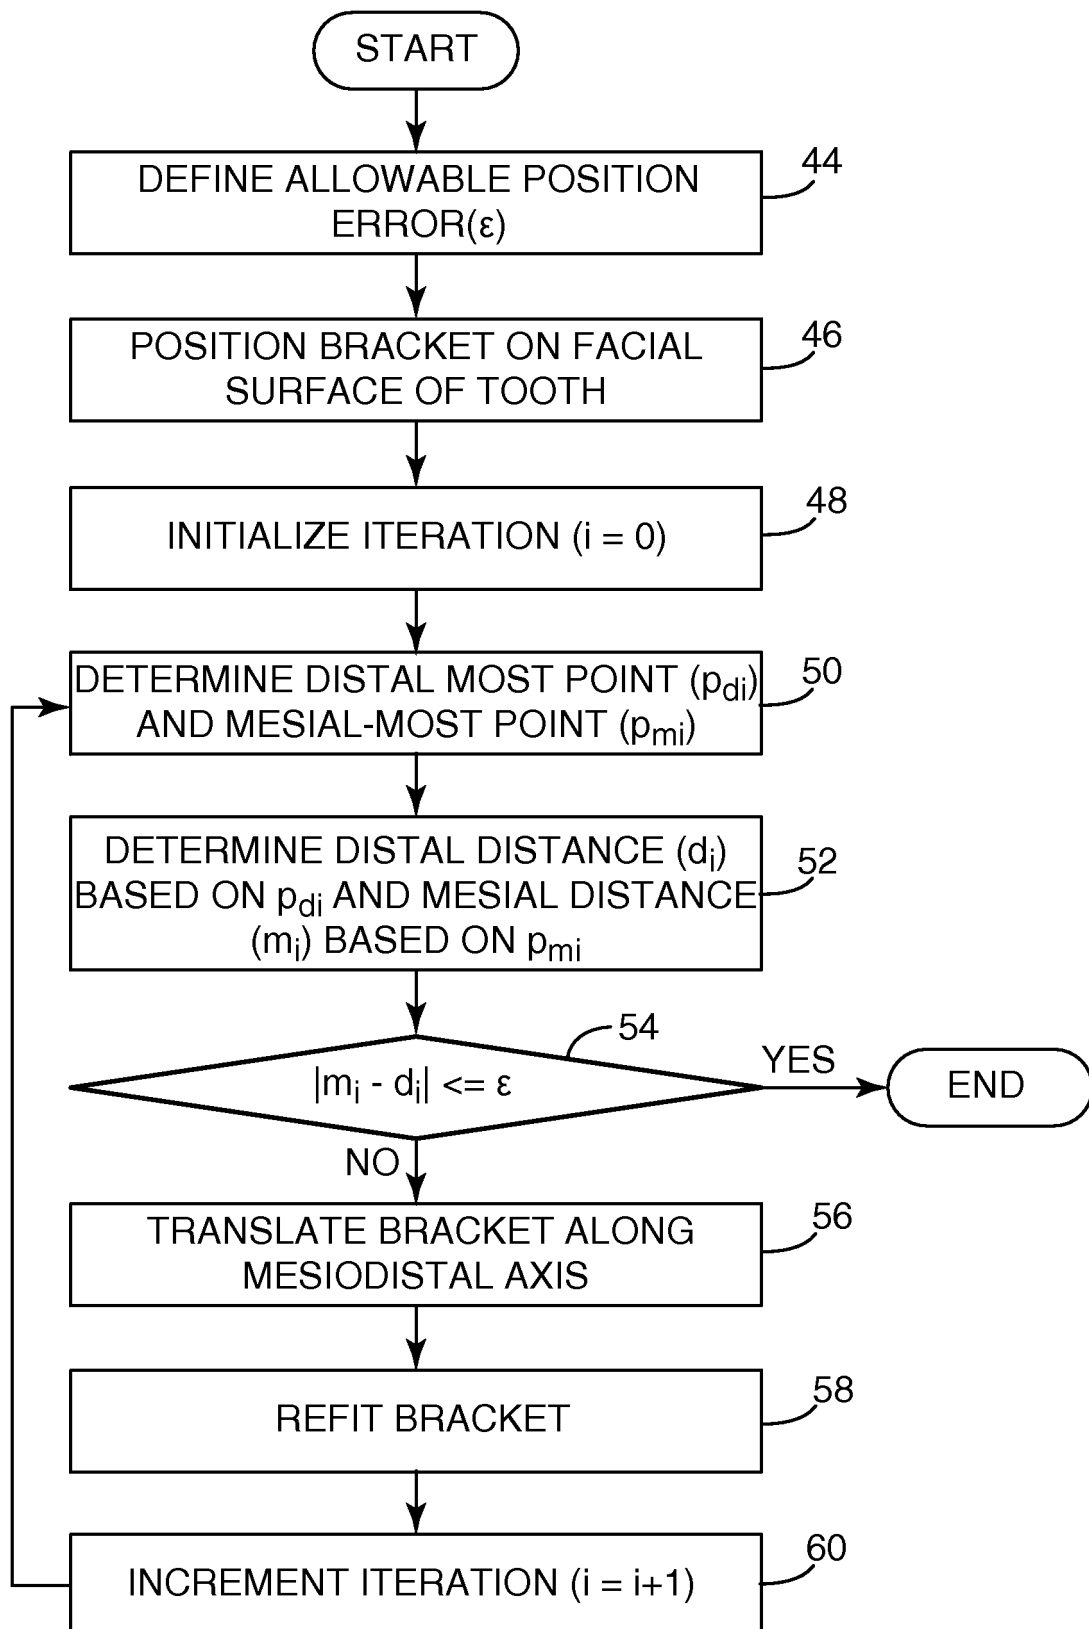 START
DEFINE ALLOWABLE POSITION
ERROR(ε)
44
POSITION BRACKET ON FACIAL
SURFACE OF TOOTH
46
INITIALIZE ITERATION (i = 0)
48
DETERMINE DISTAL MOST POINT (pdi)
AND MESIAL-MOST POINT (pmi)
50
DETERMINE DISTAL DISTANCE (di)
BASED ON pdi AND MESIAL DISTANCE
(mi) BASED ON pmi
52
54
|mi - di| <= ε
YES
END
NO
TRANSLATE BRACKET ALONG
MESIODISTAL AXIS
56
REFIT BRACKET
58
INCREMENT ITERATION (i = i+1)
60